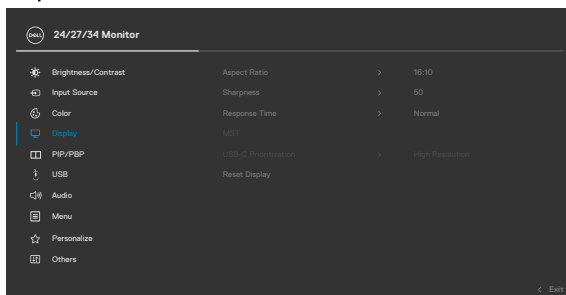 DELL 24/27/34 Monitor
Brightness/Contrast Aspect Ratio > 16:10
Input Source Sharpness > 50
Color Response Time > Normal
Display MST
PIP/PBP USB-C Prioritization > High Resolution
USB Reset Display
Audio
Menu
Personalize
Others
< Exit